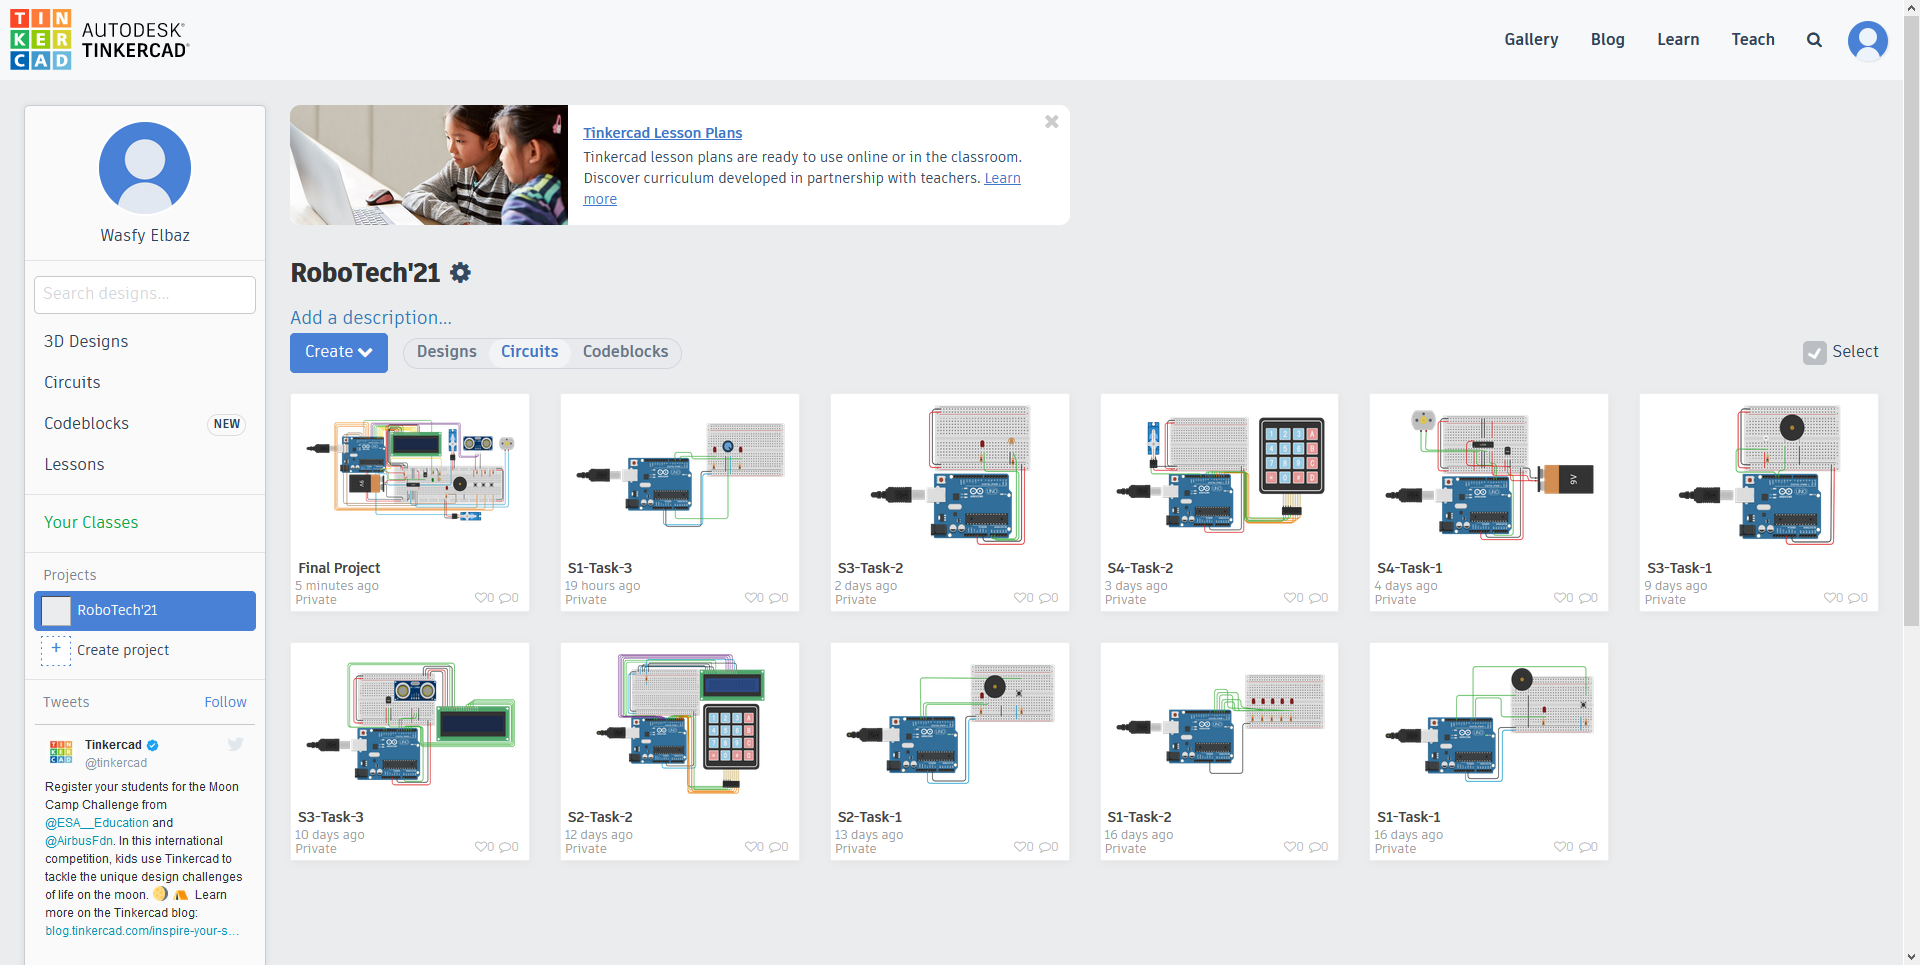 TIN
KER
CAD
AUTODESK®
TINKERCAD®
Gallery
Blog
Learn
Teach
Wasfy Elbaz
Search designs...
3D Designs
Circuits
Codeblocks
NEW
Lessons
Your Classes
Projects
RoboTech'21
+ Create project
Tweets
Follow
Tinkercad
@tinkercad
Register your students for the Moon
Camp Challenge from
@ESA__Education and
@AirbusFdn. In this international
competition, kids use Tinkercad to
tackle the unique design challenges
of life on the moon. 🌖 ⛺ Learn
more on the Tinkercad blog:
blog.tinkercad.com/inspire-your-s…
Tinkercad Lesson Plans
Tinkercad lesson plans are ready to use online or in the classroom.
Discover curriculum developed in partnership with teachers. Learn
more
RoboTech'21
Add a description...
Create
Designs
Circuits
Codeblocks
Select
Final Project
5 minutes ago
Private
0 0
S1-Task-3
19 hours ago
Private
0 0
S3-Task-2
2 days ago
Private
0 0
S4-Task-2
3 days ago
Private
0 0
S4-Task-1
4 days ago
Private
0 0
S3-Task-1
9 days ago
Private
0 0
S3-Task-3
10 days ago
Private
0 0
S2-Task-2
12 days ago
Private
0 0
S2-Task-1
13 days ago
Private
0 0
S1-Task-2
16 days ago
Private
0 0
S1-Task-1
16 days ago
Private
0 0